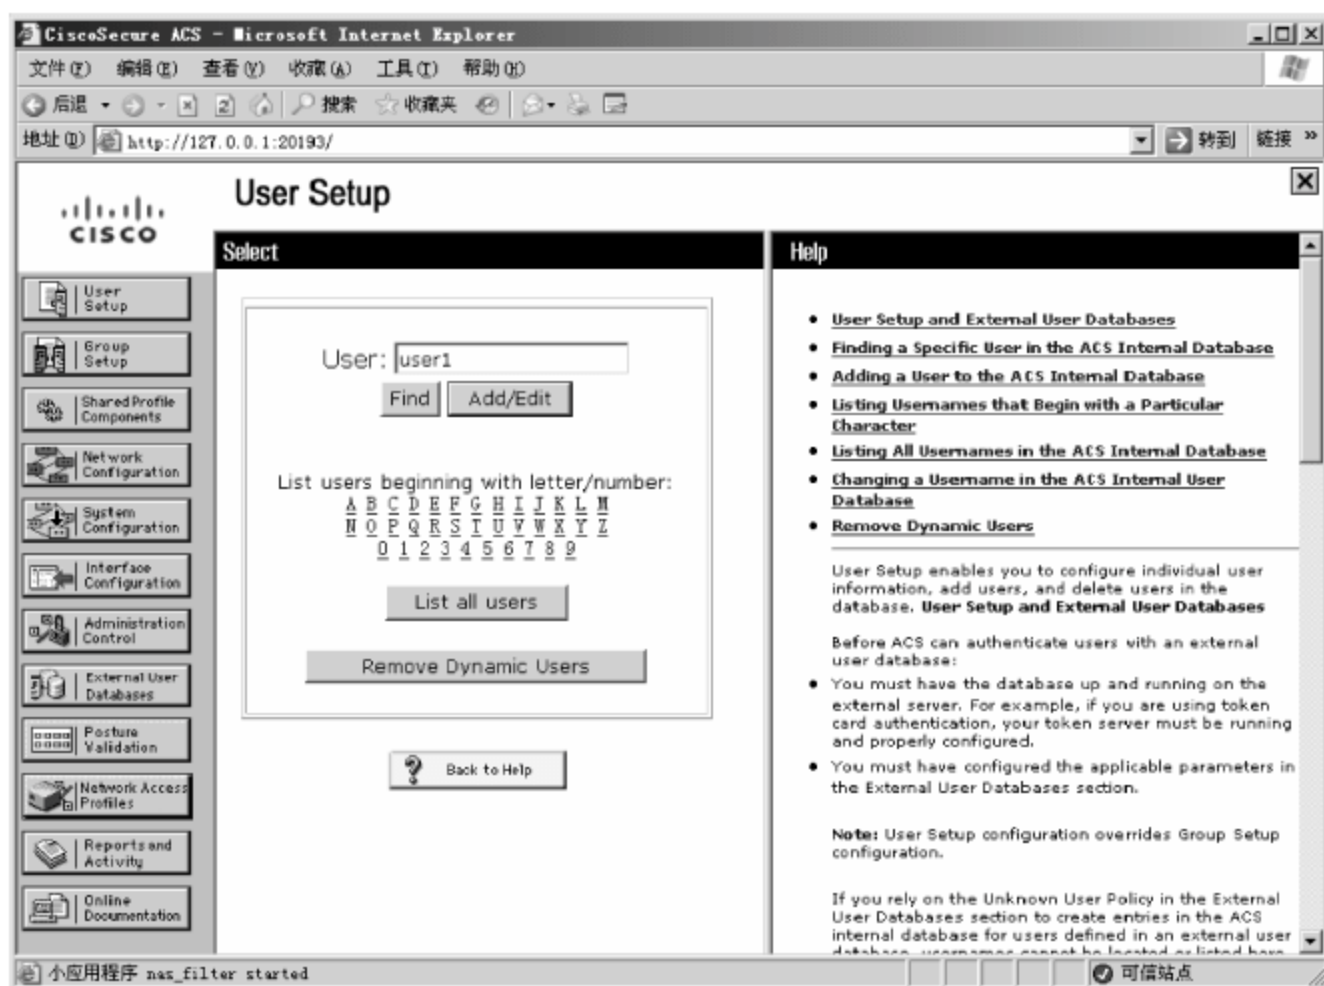 CiscoSecure ACS - Microsoft Internet Explorer
文件(F) 编辑(E) 查看(V) 收藏(A) 工具(T) 帮助(H)
后退 搜索 收藏夹
地址(D) http://127.0.0.1:20193/ 转到 链接 »
CISCO
User Setup
Select
Help
User
Setup
Group
Setup
Shared Profile
Components
Network
Configuration
System
Configuration
Interface
Configuration
Administration
Control
External User
Databases
Posture
Validation
Network Access
Profiles
Reports and
Activity
Online
Documentation
User: user1
Find Add/Edit
List users beginning with letter/number:
A B C D E F G H I J K L M
N O P Q R S T U V W X Y Z
0 1 2 3 4 5 6 7 8 9
List all users
Remove Dynamic Users
? Back to Help
• User Setup and External User Databases
• Finding a Specific User in the ACS Internal Database
• Adding a User to the ACS Internal Database
• Listing Usernames that Begin with a Particular
Character
• Listing All Usernames in the ACS Internal Database
• Changing a Username in the ACS Internal User
Database
• Remove Dynamic Users
User Setup enables you to configure individual user
information, add users, and delete users in the
database. User Setup and External User Databases
Before ACS can authenticate users with an external
user database:
• You must have the database up and running on the
external server. For example, if you are using token
card authentication, your token server must be running
and properly configured.
• You must have configured the applicable parameters in
the External User Databases section.
Note: User Setup configuration overrides Group Setup
configuration.
If you rely on the Unknown User Policy in the External
User Databases section to create entries in the ACS
internal database for users defined in an external user
database, usernames cannot be located or listed here
小应用程序 nas_filter started
可信站点